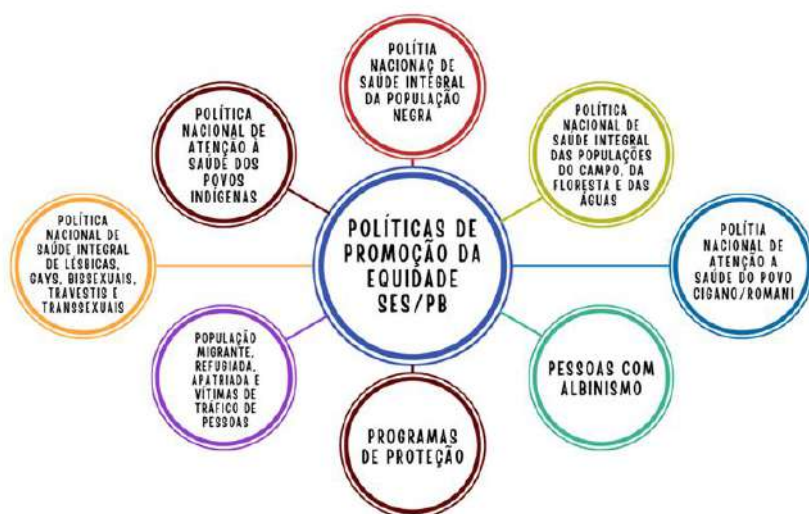 POLÍTIA
NACIONAÇ DE
SAÚDE INTEGRAL
DA POPULAÇÃO
NEGRA
POLÍTICA
NACIONAL DE
ATENÇÃO À
SAÚDE DOS
POVOS
INDÍGENAS
POLÍTICA
NACIONAL DE
SAÚDE INTEGRAL
DAS POPULAÇÕES
DO CAMPO, DA
FLORESTA E DAS
ÁGUAS
POLÍTICA
NACIONAL DE
SAÚDE INTEGRAL
DE LÉSBICAS,
GAYS, BISSEXUAIS,
TRAVESTIS E
TRANSSEXUAIS
POLÍTICAS DE
PROMOÇÃO DA
EQUIDADE
SES/PB
POLÍTIA
NACIONAL DE
ATENÇÃO A
SAÚDE DO POVO
CIGANO/ROMANI
POPULAÇÃO
MIGRANTE,
REFUGIADA,
APATRIADA E
VÍTIMAS DE
TRÁFICO DE
PESSOAS
PESSOAS COM
ALBINISMO
PROGRAMAS
DE PROTEÇÃO